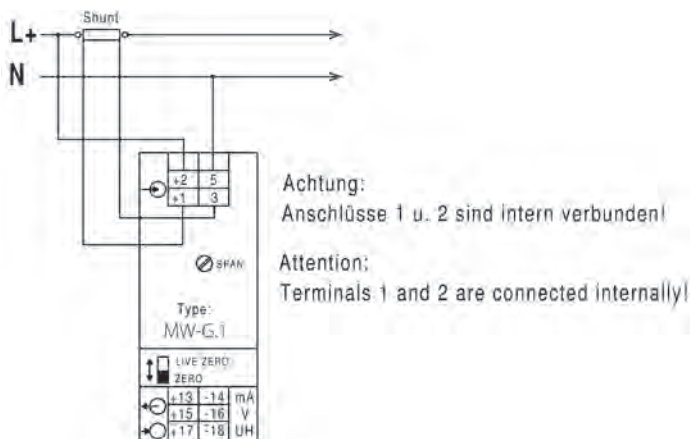 Shunt
L+
N
+2 5
+1 3
Achtung:
Anschlüsse 1 u. 2 sind intern verbunden!
SPAN
Attention:
Terminals 1 and 2 are connected internally!
Type:
MW-G.1
LIVE ZERO
ZERO
+13 -14 mA
+15 -16 V
+17 -18 UH